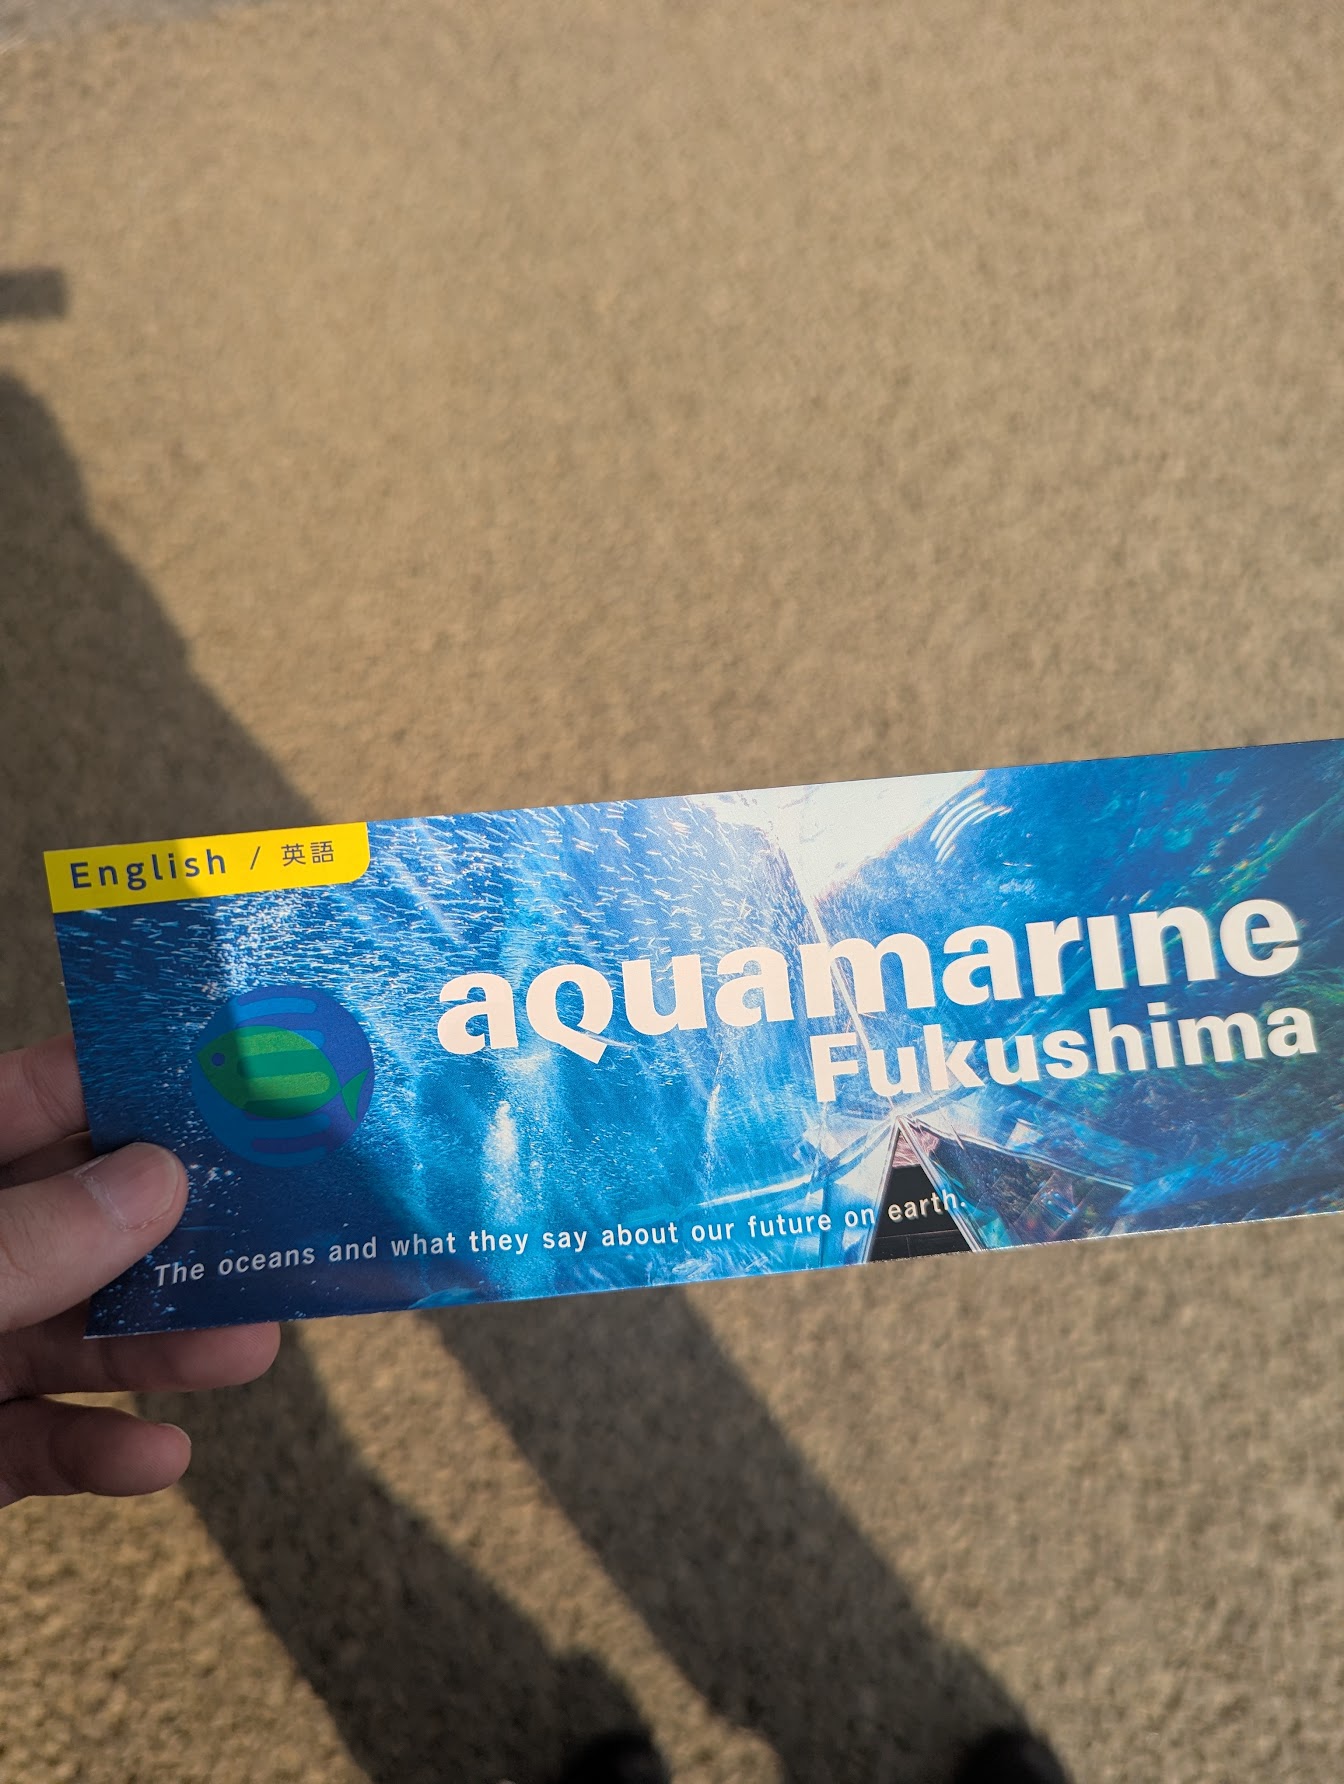 English / 英語
aquamarine
Fukushima
The oceans and what they say about our future on earth.